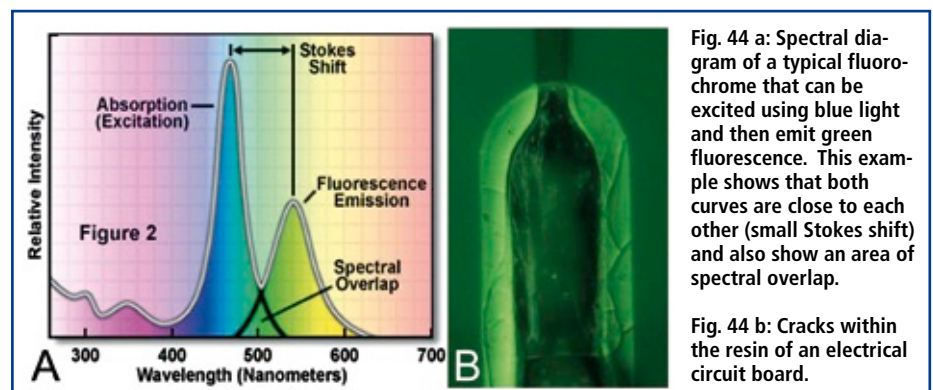 Stokes
Shift
Absorption
(Excitation)
Fluorescence
Emission
Figure 2
Spectral
Overlap
Relative Intensity
A
300 400 500 600 700
Wavelength (Nanometers)
B
Fig. 44 a: Spectral dia-
gram of a typical fluoro-
chrome that can be
excited using blue light
and then emit green
fluorescence. This exam-
ple shows that both
curves are close to each
other (small Stokes shift)
and also show an area of
spectral overlap.
Fig. 44 b: Cracks within
the resin of an electrical
circuit board.